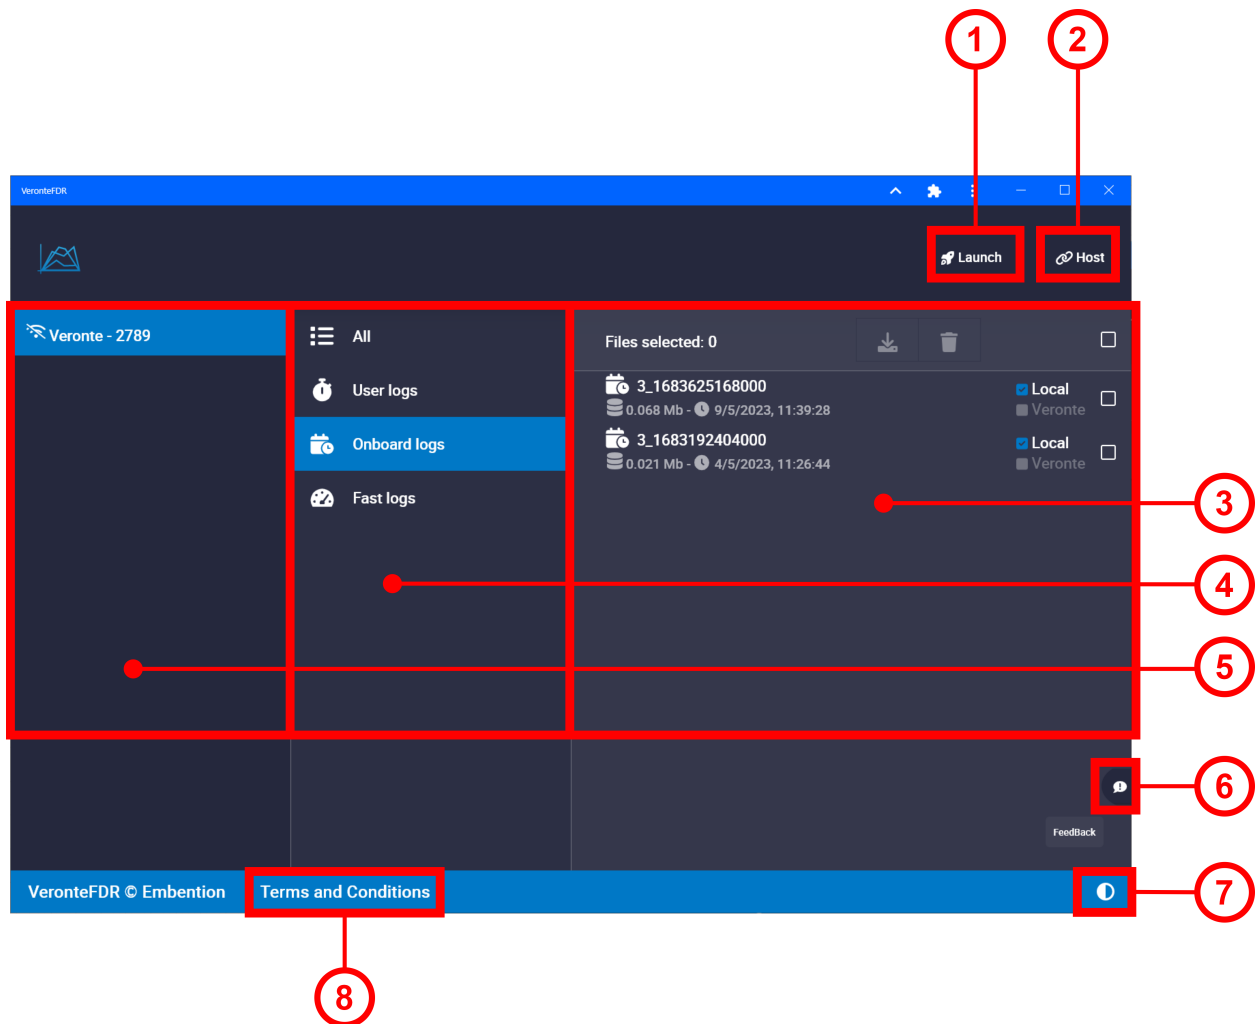 1
2
VeronteFDR
Launch
Host
Veronte - 2789
All
User logs
Onboard logs
Fast logs
Files selected: 0
3_1683625168000
0.068 Mb - 9/5/2023, 11:39:28
Local
Veronte
3_1683192404000
0.021 Mb - 4/5/2023, 11:26:44
Local
Veronte
3
4
5
6
FeedBack
VeronteFDR © Embention
Terms and Conditions
7
8